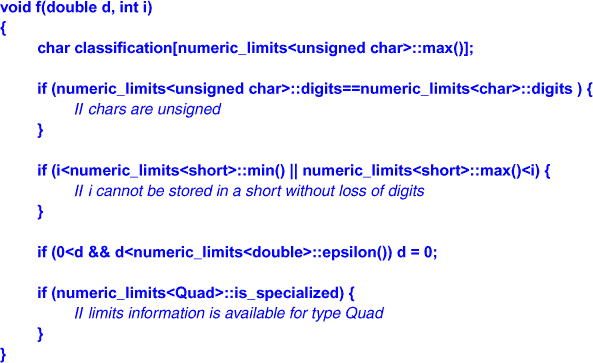 void f(double d, int i)
{
char classification[numeric_limits<unsigned char>::max()];
if (numeric_limits<unsigned char>::digits==numeric_limits<char>::digits ) {
// chars are unsigned
}
if (i<numeric_limits<short>::min() || numeric_limits<short>::max()<i) {
// i cannot be stored in a short without loss of digits
}
if (0<d && d<numeric_limits<double>::epsilon()) d = 0;
if (numeric_limits<Quad>::is_specialized) {
// limits information is available for type Quad
}
}